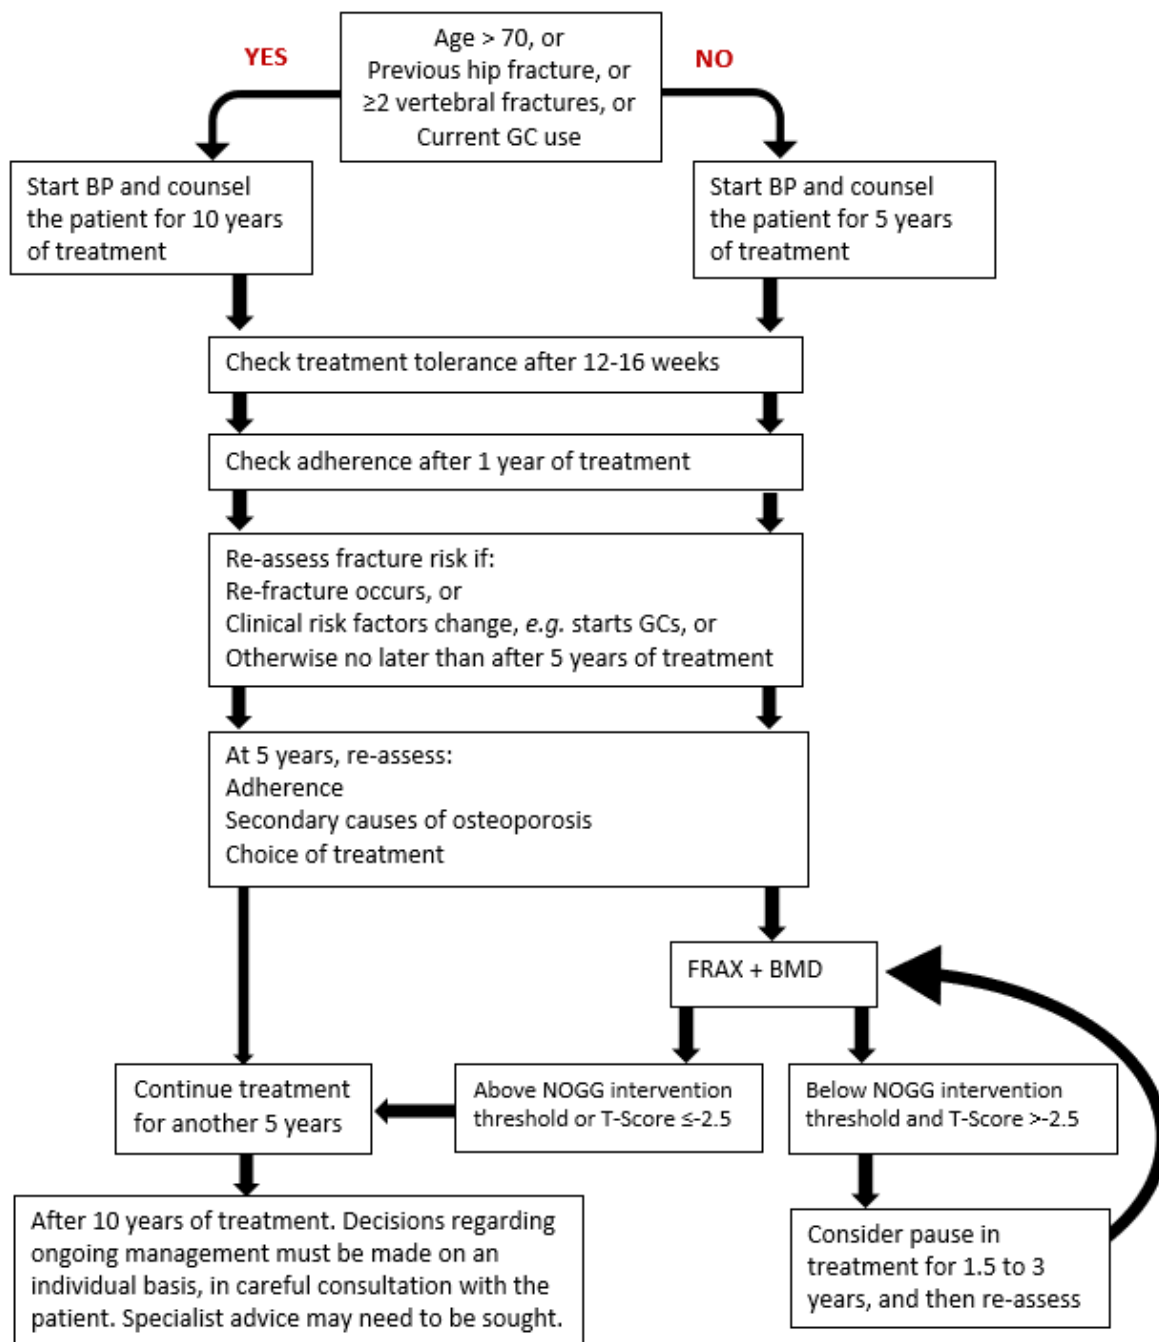 Age > 70, or
Previous hip fracture, or
≥2 vertebral fractures, or
Current GC use
YES
NO
Start BP and counsel
the patient for 10 years
of treatment
Start BP and counsel
the patient for 5 years
of treatment
Check treatment tolerance after 12-16 weeks
Check adherence after 1 year of treatment
Re-assess fracture risk if:
Re-fracture occurs, or
Clinical risk factors change, e.g. starts GCs, or
Otherwise no later than after 5 years of treatment
At 5 years, re-assess:
Adherence
Secondary causes of osteoporosis
Choice of treatment
FRAX + BMD
Continue treatment
for another 5 years
Above NOGG intervention
threshold or T-Score ≤-2.5
Below NOGG intervention
threshold and T-Score >-2.5
After 10 years of treatment. Decisions regarding
ongoing management must be made on an
individual basis, in careful consultation with the
patient. Specialist advice may need to be sought.
Consider pause in
treatment for 1.5 to 3
years, and then re-assess